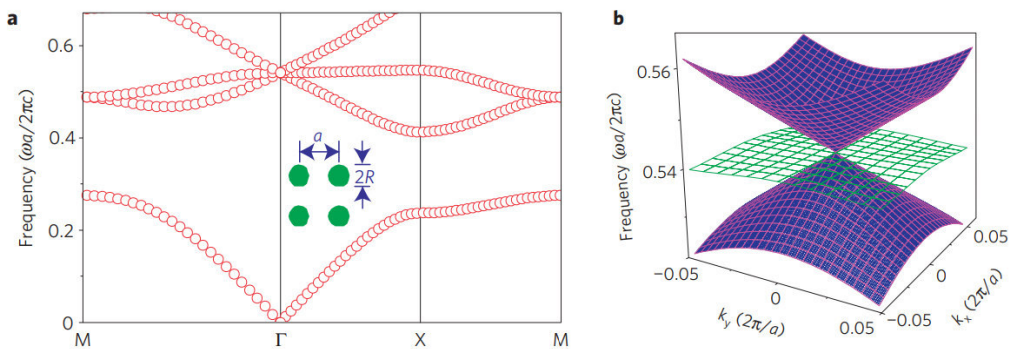 a
Frequency (ωa/2πc)
0.6
0.4
0.2
0
M
Γ
X
M
a
2R
b
Frequency (ωa/2πc)
0.56
0.54
−0.05
0
0.05
k_y (2π/a)
−0.05
0
0.05
k_x (2π/a)